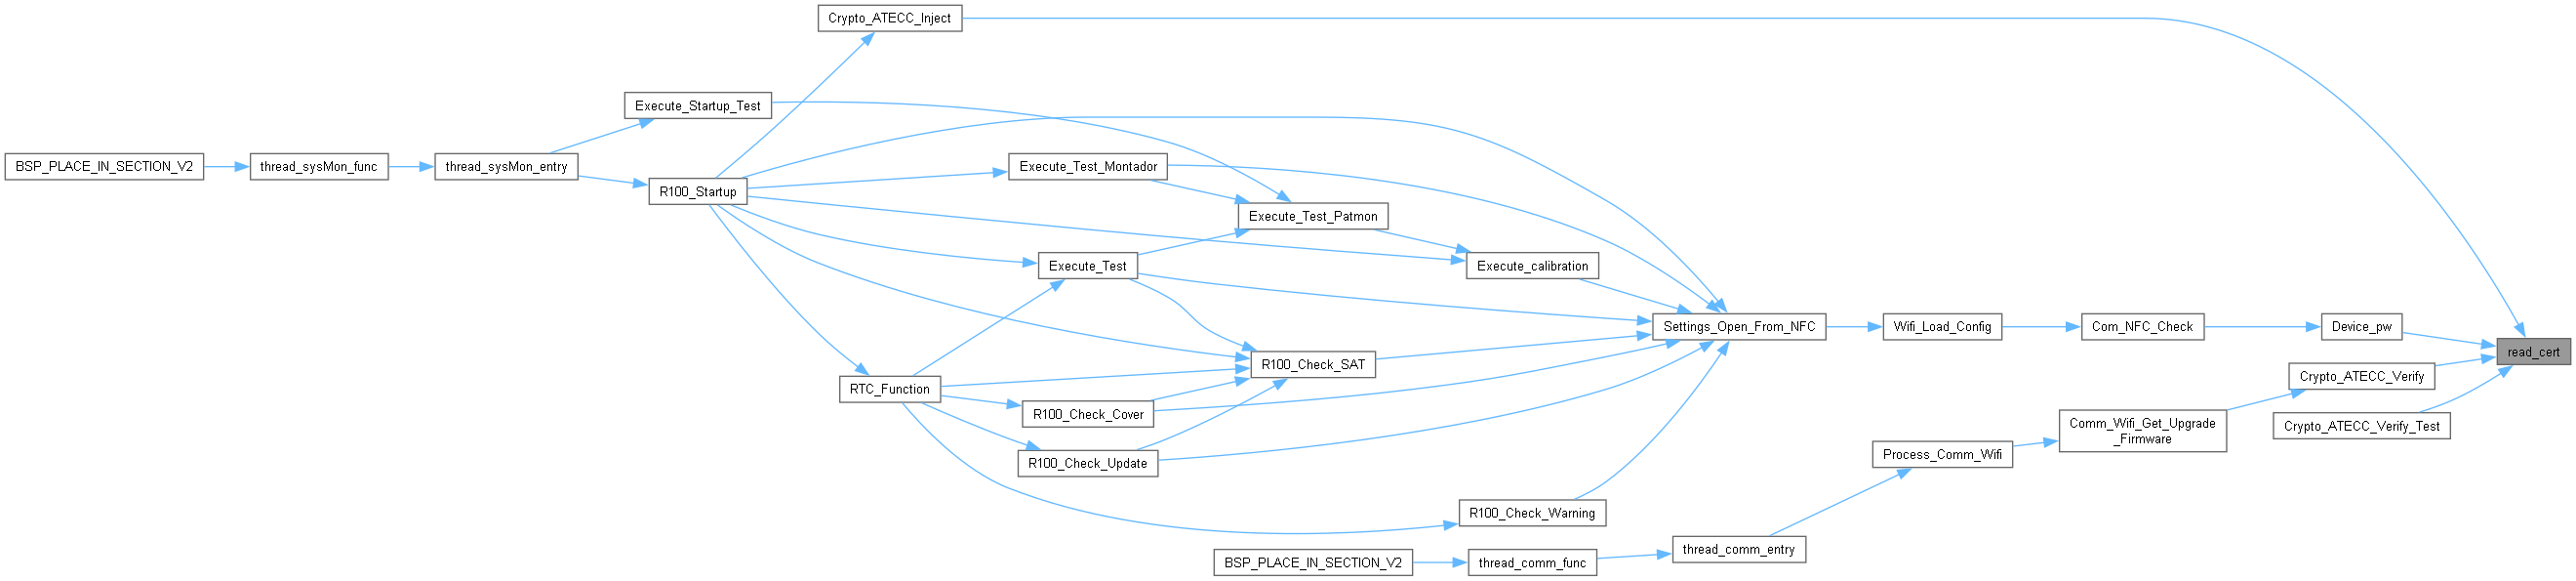 Crypto_ATECC_Inject
Execute_Startup_Test
BSP_PLACE_IN_SECTION_V2
thread_sysMon_func
thread_sysMon_entry
Execute_Test_Montador
R100_Startup
Execute_Test_Patmon
Execute_Test
Execute_calibration
Settings_Open_From_NFC
Wifi_Load_Config
Com_NFC_Check
Device_pw
read_cert
R100_Check_SAT
RTC_Function
Crypto_ATECC_Verify
R100_Check_Cover
Comm_Wifi_Get_Upgrade
_Firmware
Crypto_ATECC_Verify_Test
R100_Check_Update
Process_Comm_Wifi
R100_Check_Warning
thread_comm_entry
BSP_PLACE_IN_SECTION_V2
thread_comm_func